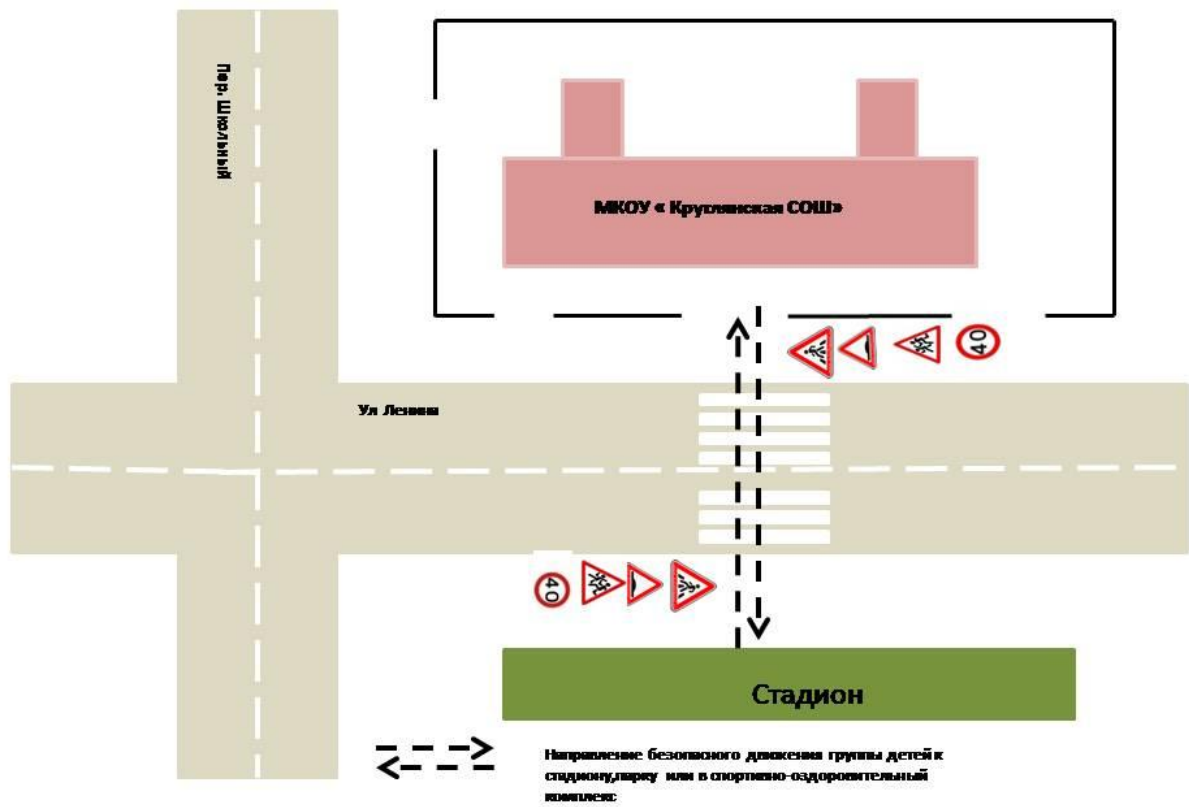 Пер. Школьный
МКОУ « Круглянская СОШ»
40
Ул Ленина
40
Стадион
Направление безопасного движения группы детей к
стадиону,парку или в спортивно-оздоровительный
комплекс